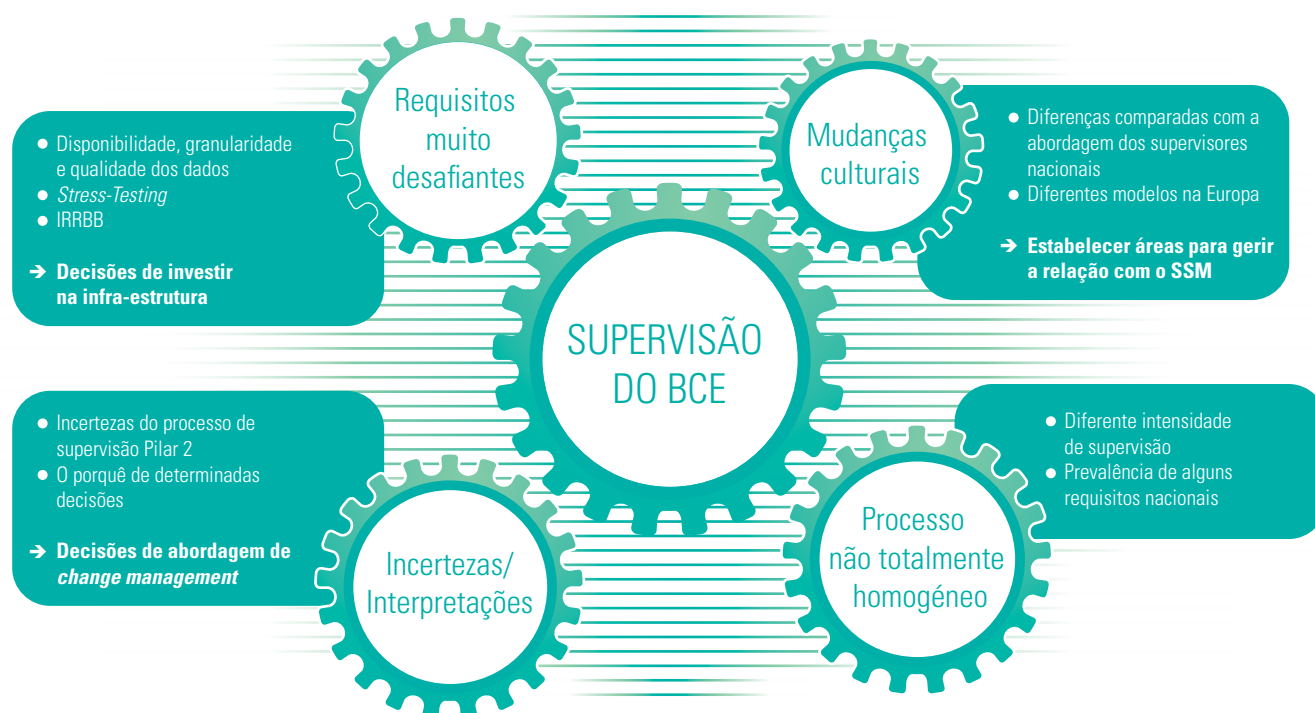 Requisitos
muito
desafiantes
● Disponibilidade, granularidade
e qualidade dos dados
● Stress-Testing
● IRRBB
➔ Decisões de investir
na infra-estrutura
Mudanças
culturais
● Diferenças comparadas com a
abordagem dos supervisores
nacionais
● Diferentes modelos na Europa
➔ Estabelecer áreas para gerir
a relação com o SSM
SUPERVISÃO
DO BCE
● Incertezas do processo de
supervisão Pilar 2
● O porquê de determinadas
decisões
➔ Decisões de abordagem de
change management
Incertezas/
Interpretações
● Diferente intensidade
de supervisão
● Prevalência de alguns
requisitos nacionais
Processo
não totalmente
homogéneo